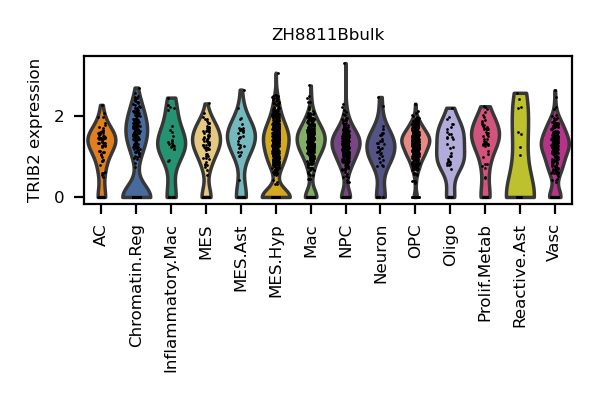 ZH8811Bbulk
TRIB2 expression
2
0
AC
Chromatin.Reg
Inflammatory.Mac
MES
MES.Ast
MES.Hyp
Mac
NPC
Neuron
OPC
Oligo
Prolif.Metab
Reactive.Ast
Vasc